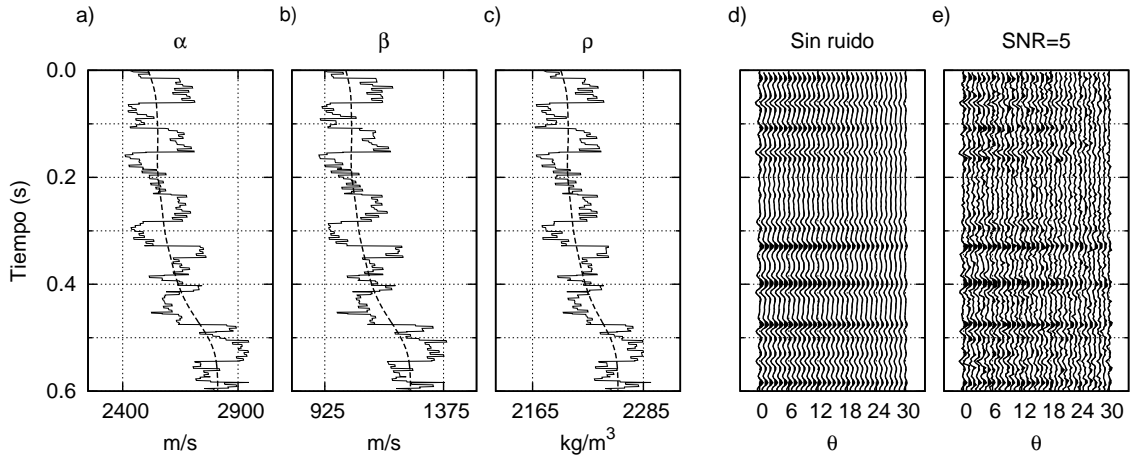 a) b) c) d) e)
α β ρ Sin ruido SNR=5
Tiempo (s)
0.0
0.2
0.4
0.6
2400 2900 925 1375 2165 2285 0 6 12 18 24 30 0 6 12 18 24 30
m/s m/s kg/m³ θ θ